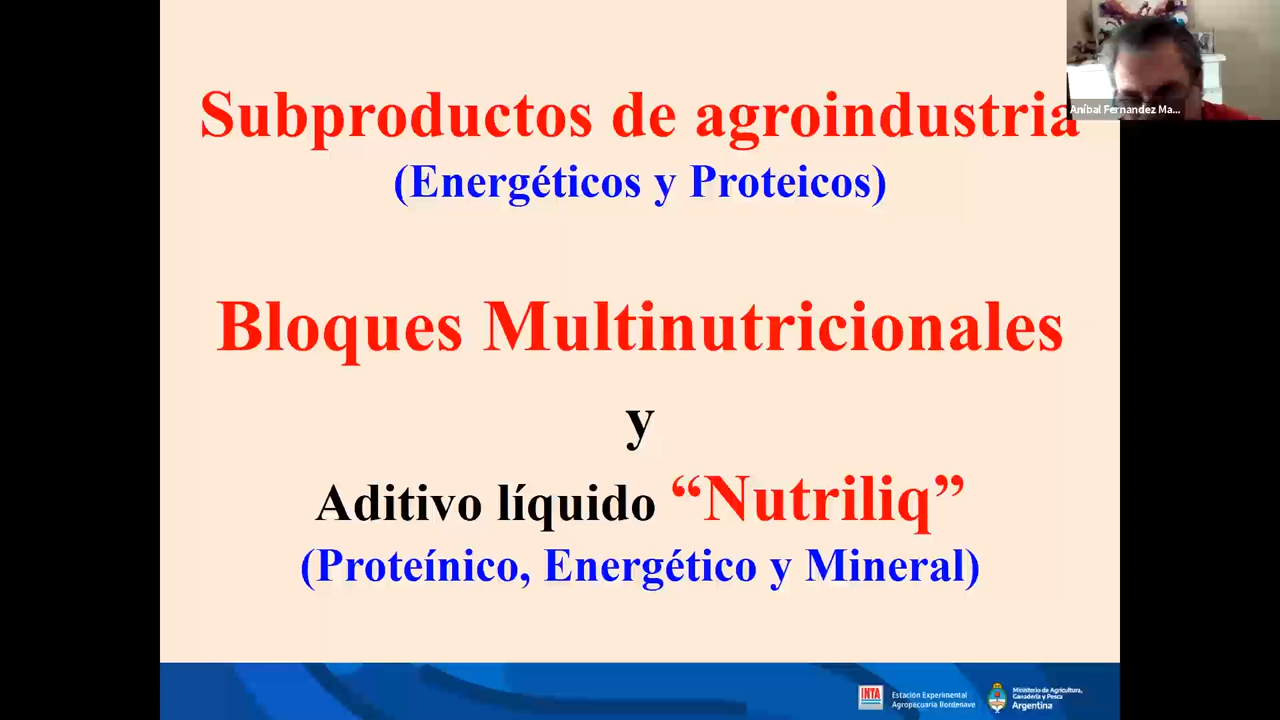 Subproductos de agroindustria
(Energéticos y Proteicos)
Bloques Multinutricionales
y
Aditivo líquido “Nutriliq”
(Proteínico, Energético y Mineral)
Aníbal Fernandez Ma...
INTA
Estación Experimental
Agropecuaria Bordenave
Ministerio de Agricultura,
Ganadería y Pesca
Argentina